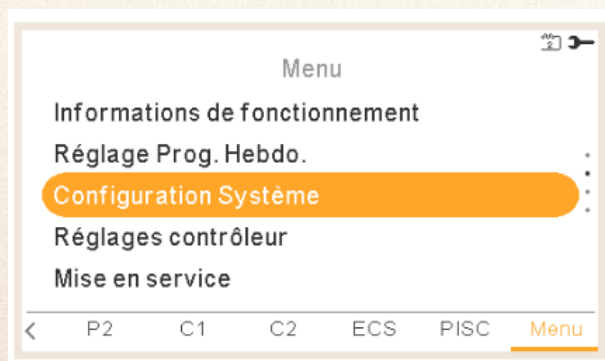 2
Menu
Informations de fonctionnement
Réglage Prog. Hebdo.
Configuration Système
Réglages contrôleur
Mise en service
< P2 C1 C2 ECS PISC Menu